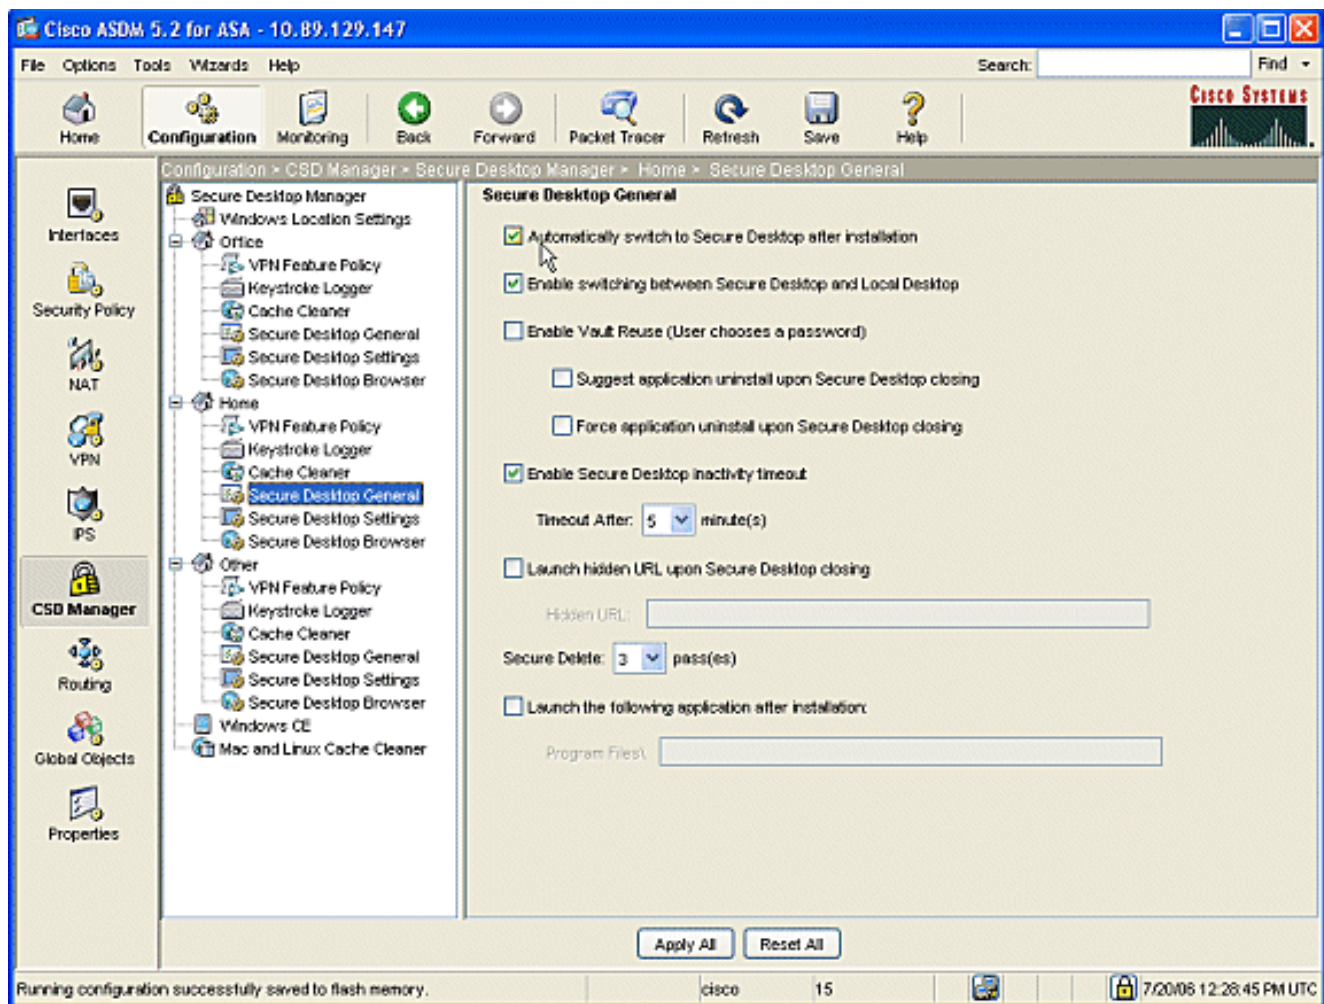 Cisco ASDM 5.2 for ASA - 10.89.129.147
File Options Tools Wizards Help Search: Find
Home Configuration Monitoring Back Forward Packet Tracer Refresh Save Help
CISCO SYSTEMS
Configuration > CSD Manager > Secure Desktop Manager > Home > Secure Desktop General
Interfaces
Security Policy
NAT
VPN
IPS
CSD Manager
Routing
Global Objects
Properties
Secure Desktop Manager
Windows Location Settings
Office
VPN Feature Policy
Keystroke Logger
Cache Cleaner
Secure Desktop General
Secure Desktop Settings
Secure Desktop Browser
Home
VPN Feature Policy
Keystroke Logger
Cache Cleaner
Secure Desktop General
Secure Desktop Settings
Secure Desktop Browser
Other
VPN Feature Policy
Keystroke Logger
Cache Cleaner
Secure Desktop General
Secure Desktop Settings
Secure Desktop Browser
Windows CE
Mac and Linux Cache Cleaner
Secure Desktop General
Automatically switch to Secure Desktop after installation
Enable switching between Secure Desktop and Local Desktop
Enable Vault Reuse (User chooses a password)
Suggest application uninstall upon Secure Desktop closing
Force application uninstall upon Secure Desktop closing
Enable Secure Desktop inactivity timeout
Timeout After: 5 minute(s)
Launch hidden URL upon Secure Desktop closing
Hidden URL:
Secure Delete: 3 pass(es)
Launch the following application after installation:
Program Files\
Apply All Reset All
Running configuration successfully saved to flash memory. cisco 15 7/20/06 12:28:45 PM UTC